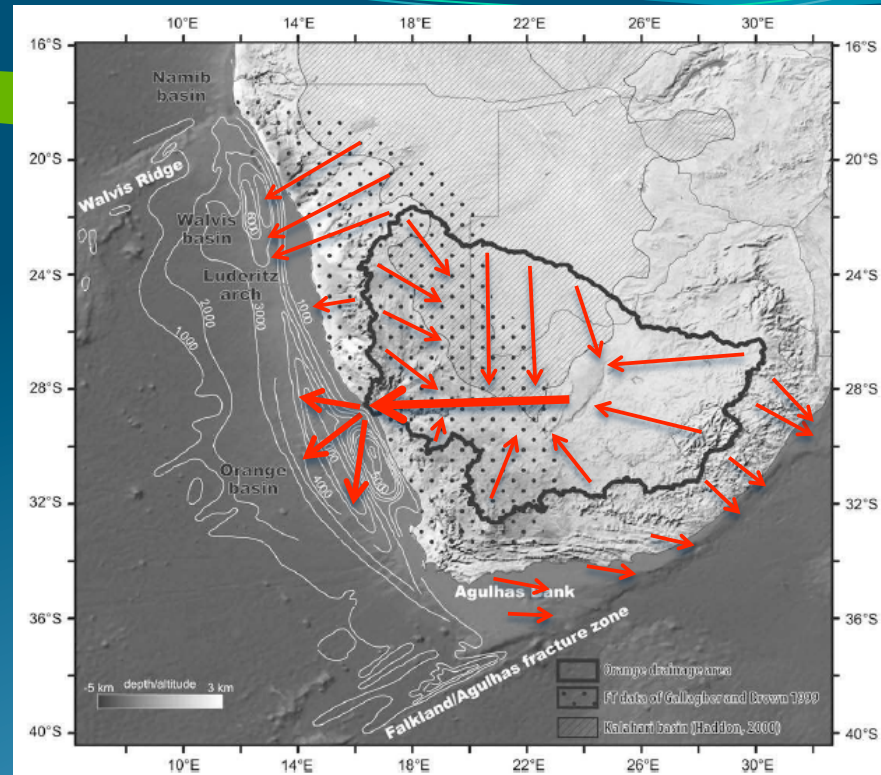 10°E 14°E 18°E 22°E 26°E 30°E
16°S 16°S
Namib
basin
20°S 20°S
Walvis Ridge
6000
Walvis
basin
24°S 24°S
Luderitz
arch
1000
2000
3000
1000
28°S 28°S
Orange
basin
4000
32°S 32°S
Agulhas Bank
36°S 36°S
Falkland/Agulhas fracture zone
Orange drainage area
-5 km depth/altitude 3 km
FT data of Gallagher and Brown 1999
Kalahari basin (Haddon, 2000)
40°S 40°S
10°E 14°E 18°E 22°E 26°E 30°E